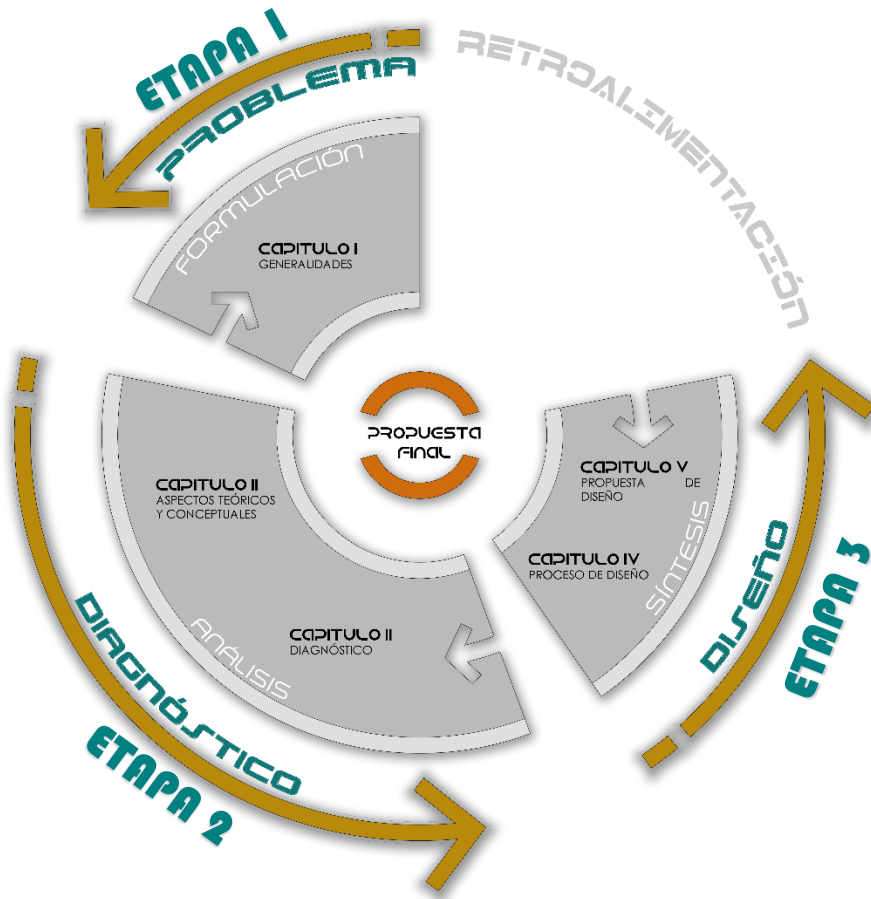 ETAPA 1
PROBLEMA
FORMULACIÓN
CAPITULO I
GENERALIDADES
RETROALIMENTACIÓN
PROPUESTA
FINAL
CAPITULO II
ASPECTOS TEÓRICOS
Y CONCEPTUALES
CAPITULO II
DIAGNÓSTICO
ANÁLISIS
DIAGNÓSTICO
ETAPA 2
CAPITULO V
PROPUESTA DE
DISEÑO
CAPITULO IV
PROCESO DE DISEÑO
SÍNTESIS
DISEÑO
ETAPA 3